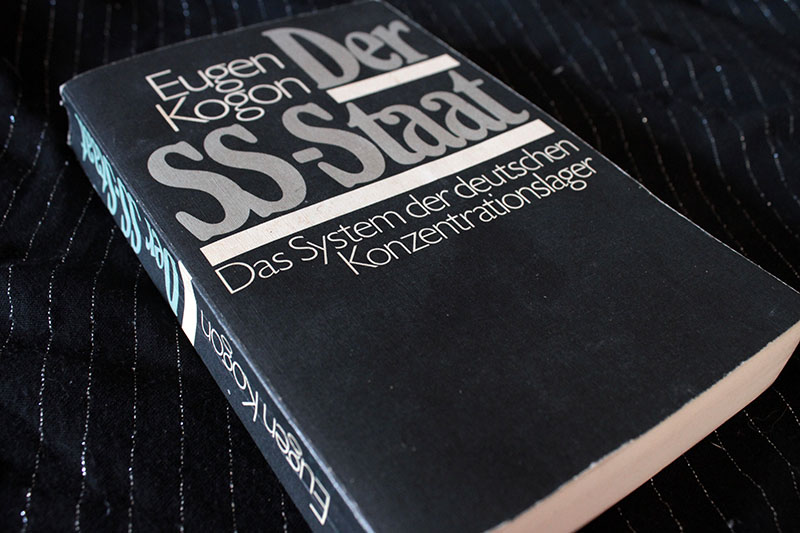 Eugen
Kogon
Der
SS-Staat
Das System der deutschen
Konzentrationslager
Der SS-Staat
Eugen Kogon